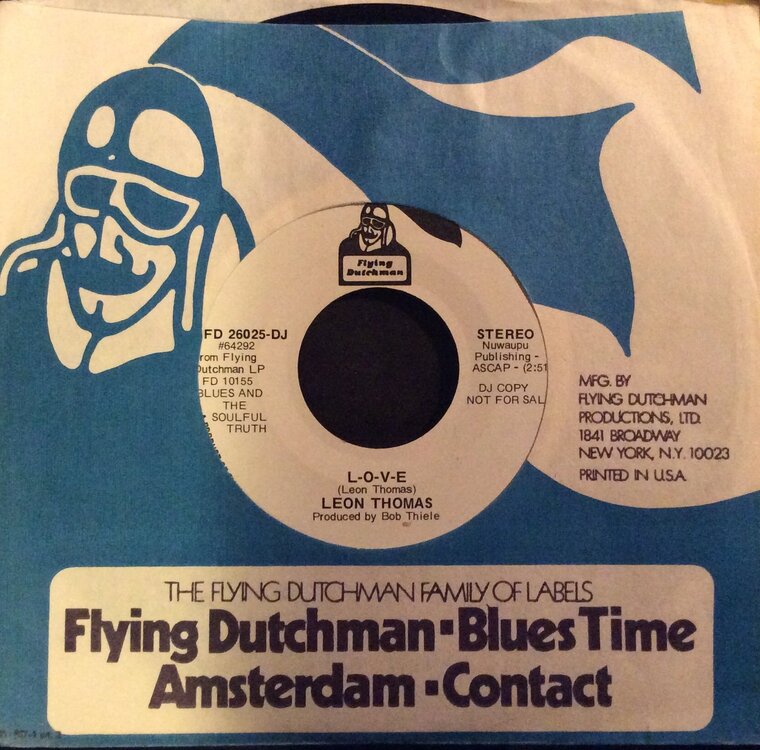 Flying
Dutchman
FD 26025-DJ
#64292
rom Flying
Dutchman LP
FD 10155
BLUES AND
THE
SOULFUL
TRUTH
STEREO
Nuwaupu
Publishing -
ASCAP - (2:51
DJ COPY
NOT FOR SAL
L-O-V-E
(Leon Thomas)
LEON THOMAS
Produced by Bob Thiele
MFG. BY
FLYING DUTCHMAN
PRODUCTIONS, LTD.
1841 BROADWAY
NEW YORK, N.Y. 10023
PRINTED IN U.S.A.
THE FLYING DUTCHMAN FAMILY OF LABELS
Flying Dutchman▪Blues Time
Amsterdam▪Contact